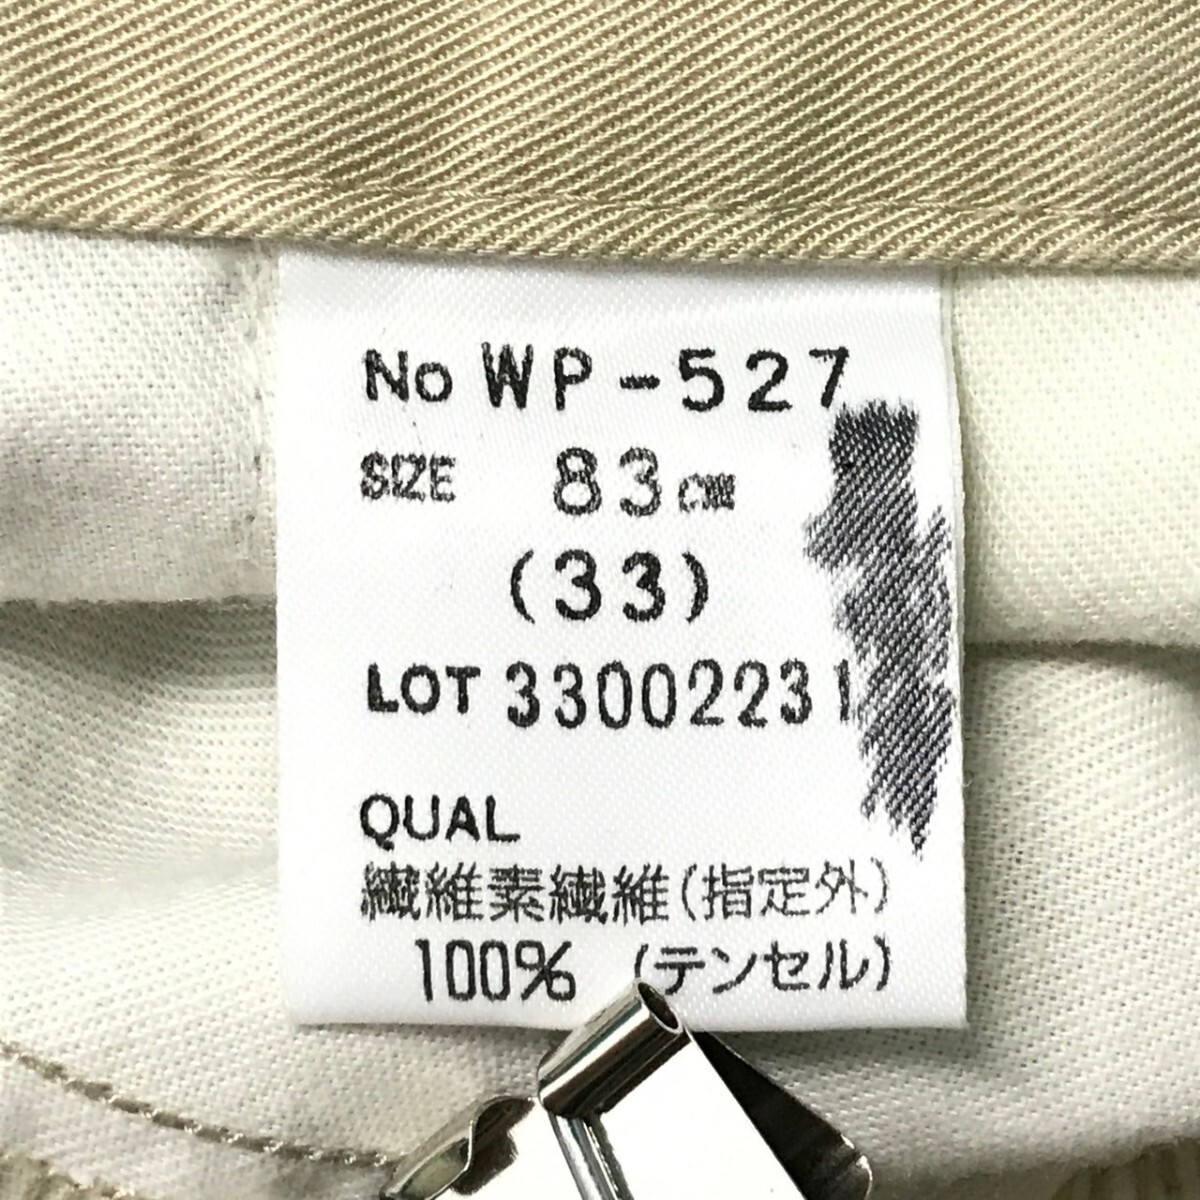 No WP-527
SIZE 83cm
(33)
LOT 33002231
QUAL
繊維素繊維(指定外)
100% (テンセル)